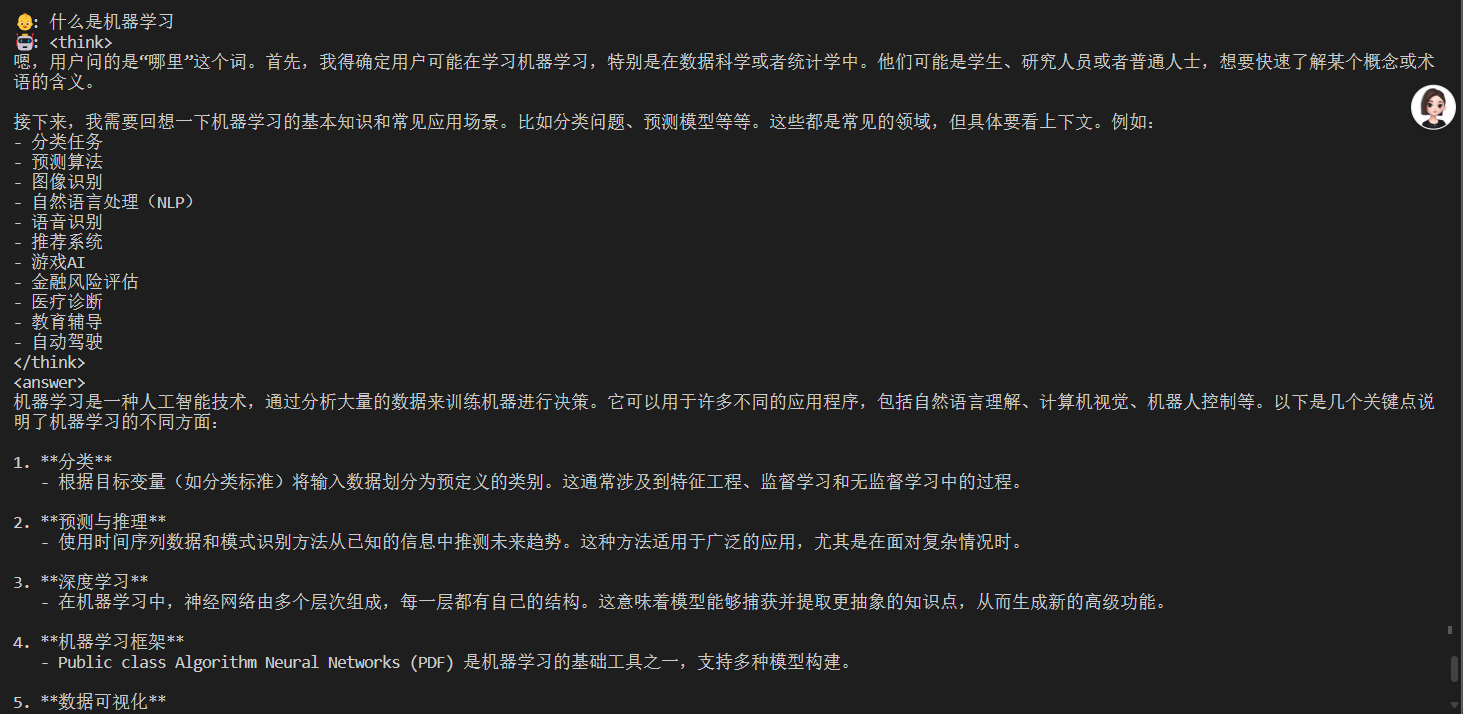 👶: 什么是机器学习
🤖: <think>
嗯，用户问的是“哪里”这个词。首先，我得确定用户可能在学习机器学习，特别是在数据科学或者统计学中。他们可能是学生、研究人员或者普通人士，想要快速了解某个概念或术
语的含义。
接下来，我需要回想一下机器学习的基本知识和常见应用场景。比如分类问题、预测模型等等。这些都是常见的领域，但具体要看上下文。例如：
- 分类任务
- 预测算法
- 图像识别
- 自然语言处理（NLP）
- 语音识别
- 推荐系统
- 游戏AI
- 金融风险评估
- 医疗诊断
- 教育辅导
- 自动驾驶
</think>
<answer>
机器学习是一种人工智能技术，通过分析大量的数据来训练机器进行决策。它可以用于许多不同的应用程序，包括自然语言理解、计算机视觉、机器人控制等。以下是几个关键点说
明了机器学习的不同方面：
1. **分类**
- 根据目标变量（如分类标准）将输入数据划分为预定义的类别。这通常涉及到特征工程、监督学习和无监督学习中的过程。
2. **预测与推理**
- 使用时间序列数据和模式识别方法从已知的信息中推测未来趋势。这种方法适用于广泛的应用，尤其是在面对复杂情况时。
3. **深度学习**
- 在机器学习中，神经网络由多个层次组成，每一层都有自己的结构。这意味着模型能够捕获并提取更抽象的知识点，从而生成新的高级功能。
4. **机器学习框架**
- Public class Algorithm Neural Networks (PDF) 是机器学习的基础工具之一，支持多种模型构建。
5. **数据可视化**